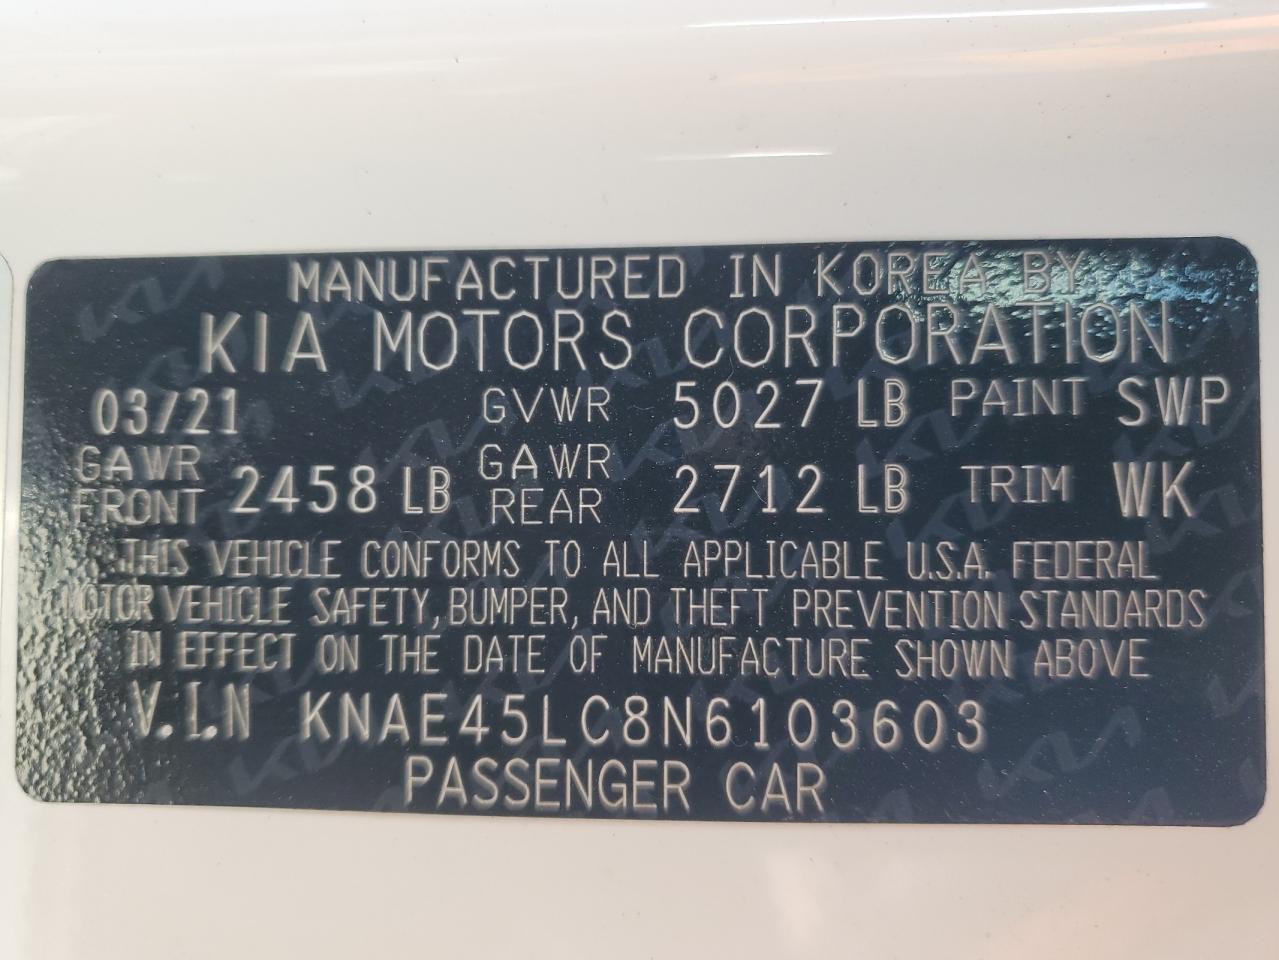 MANUFACTURED IN KOREA BY
KIA MOTORS CORPORATION
03/21 GVWR 5027 LB PAINT SWP
GAWR FRONT 2458 LB GAWR REAR 2712 LB TRIM WK
THIS VEHICLE CONFORMS TO ALL APPLICABLE U.S.A. FEDERAL
MOTOR VEHICLE SAFETY, BUMPER, AND THEFT PREVENTION STANDARDS
IN EFFECT ON THE DATE OF MANUFACTURE SHOWN ABOVE
V.I.N KNAE45LC8N6103603
PASSENGER CAR